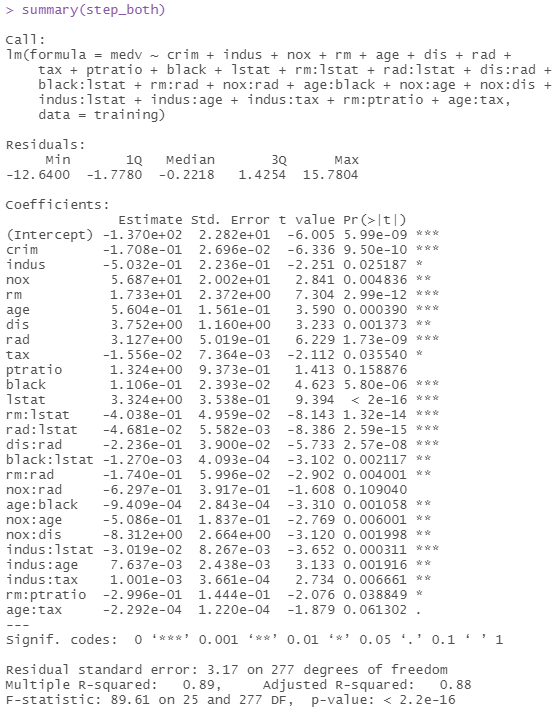 > summary(step_both)
Call:
lm(formula = medv ~ crim + indus + nox + rm + age + dis + rad +
tax + ptratio + black + lstat + rm:lstat + rad:lstat + dis:rad +
black:lstat + rm:rad + nox:rad + age:black + nox:age + nox:dis +
indus:lstat + indus:age + indus:tax + rm:ptratio + age:tax,
data = training)
Residuals:
Min 1Q Median 3Q Max
-12.6400 -1.7780 -0.2218 1.4254 15.7804
Coefficients:
Estimate Std. Error t value Pr(>|t|)
(Intercept) -1.370e+02 2.282e+01 -6.005 5.99e-09 ***
crim -1.708e-01 2.696e-02 -6.336 9.50e-10 ***
indus -5.032e-01 2.236e-01 -2.251 0.025187 *
nox 5.687e+01 2.002e+01 2.841 0.004836 **
rm 1.733e+01 2.372e+00 7.304 2.99e-12 ***
age 5.604e-01 1.561e-01 3.590 0.000390 ***
dis 3.752e+00 1.160e+00 3.233 0.001373 **
rad 3.127e+00 5.019e-01 6.229 1.73e-09 ***
tax -1.556e-02 7.364e-03 -2.112 0.035540 *
ptratio 1.324e+00 9.373e-01 1.413 0.158876
black 1.106e-01 2.393e-02 4.623 5.80e-06 ***
lstat 3.324e+00 3.538e-01 9.394 < 2e-16 ***
rm:lstat -4.038e-01 4.959e-02 -8.143 1.32e-14 ***
rad:lstat -4.681e-02 5.582e-03 -8.386 2.59e-15 ***
dis:rad -2.236e-01 3.900e-02 -5.733 2.57e-08 ***
black:lstat -1.270e-03 4.093e-04 -3.102 0.002117 **
rm:rad -1.740e-01 5.996e-02 -2.902 0.004001 **
nox:rad -6.297e-01 3.917e-01 -1.608 0.109040
age:black -9.409e-04 2.843e-04 -3.310 0.001058 **
nox:age -5.086e-01 1.837e-01 -2.769 0.006001 **
nox:dis -8.312e+00 2.664e+00 -3.120 0.001998 **
indus:lstat -3.019e-02 8.267e-03 -3.652 0.000311 ***
indus:age 7.637e-03 2.438e-03 3.133 0.001916 **
indus:tax 1.001e-03 3.661e-04 2.734 0.006661 **
rm:ptratio -2.996e-01 1.444e-01 -2.076 0.038849 *
age:tax -2.292e-04 1.220e-04 -1.879 0.061302 .
---
Signif. codes: 0 ‘***’ 0.001 ‘**’ 0.01 ‘*’ 0.05 ‘.’ 0.1 ‘ ’ 1
Residual standard error: 3.17 on 277 degrees of freedom
Multiple R-squared: 0.89, Adjusted R-squared: 0.88
F-statistic: 89.61 on 25 and 277 DF, p-value: < 2.2e-16